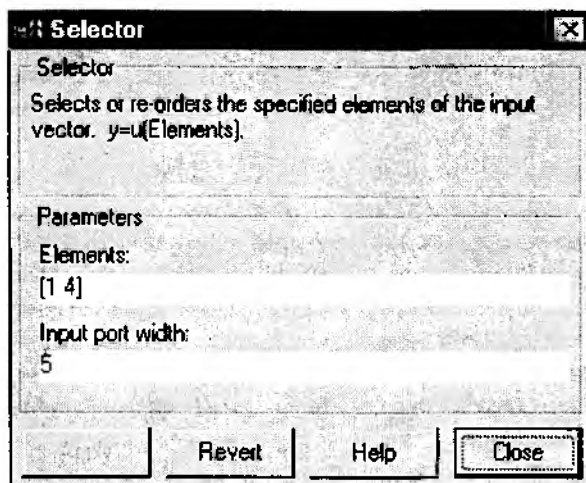 Selector
Selector
Selects or re-orders the specified elements of the input
vector. y=u(Elements).
Parameters
Elements:
[1 4]
Input port width:
5
Apply Revert Help Close